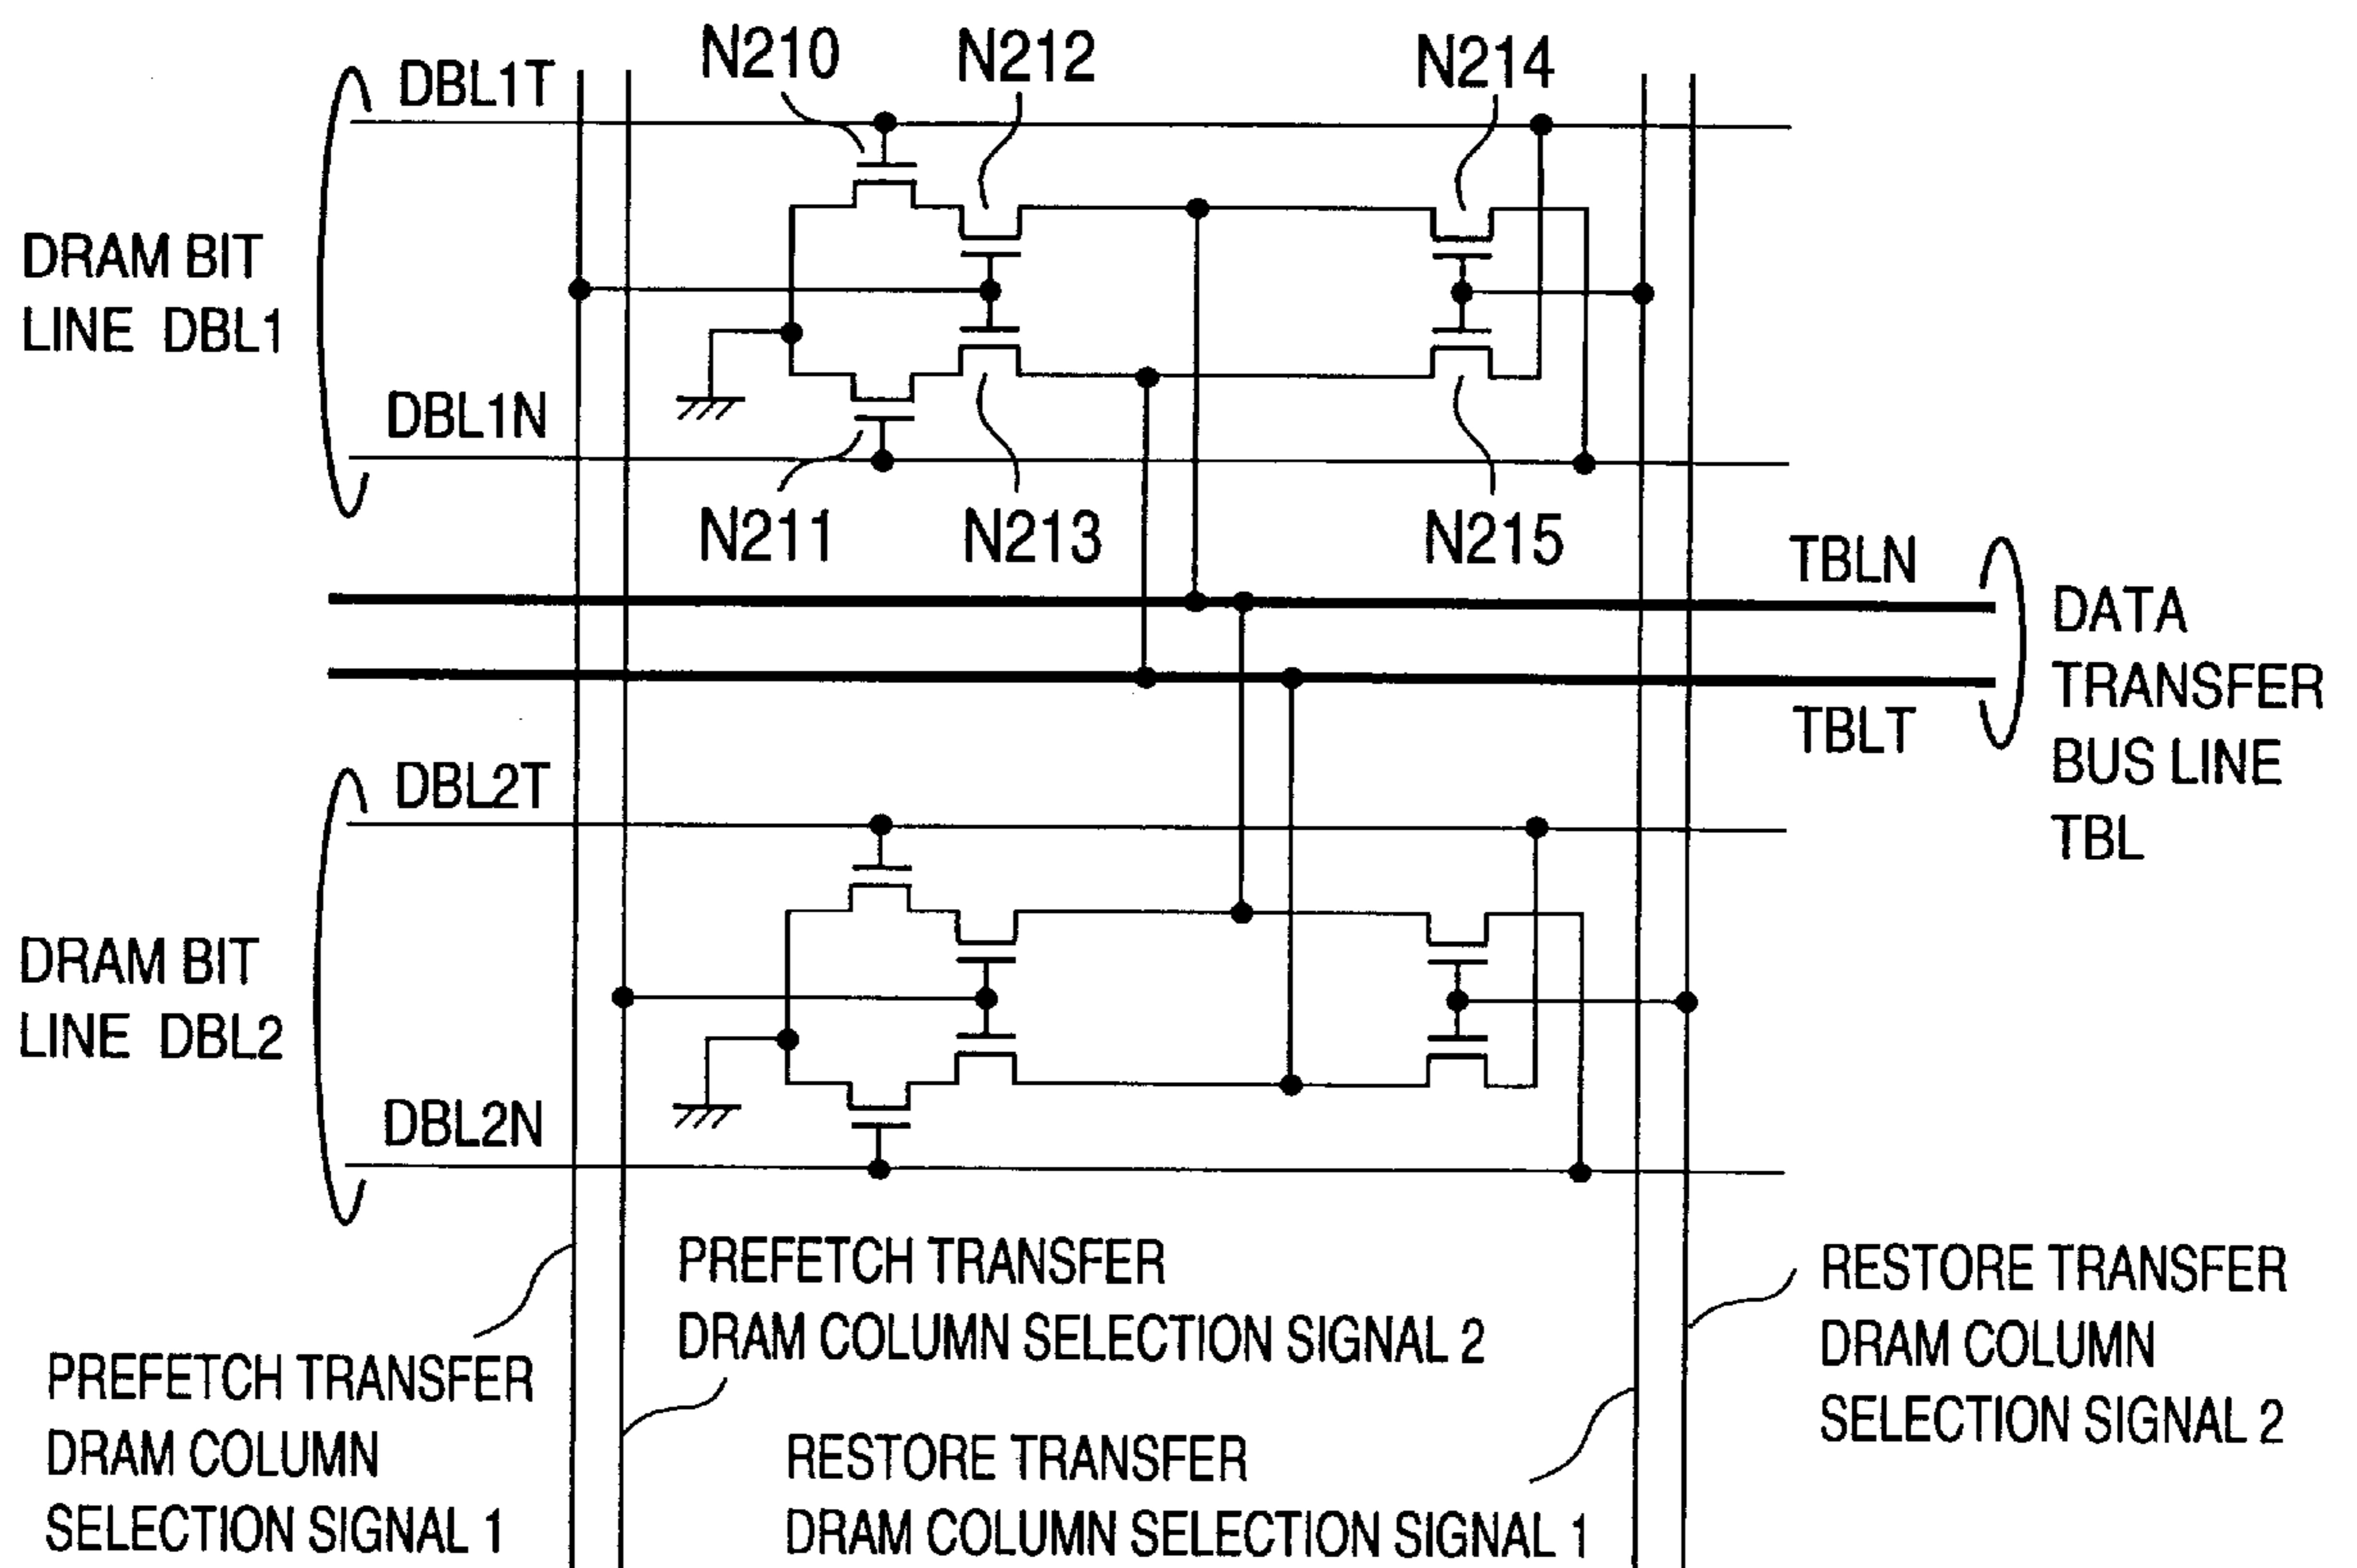 N210
N212
N214
DBL1T
DRAM BIT
LINE DBL1
DBL1N
N211
N213
N215
TBLN
DATA
TRANSFER
BUS LINE
TBL
TBLT
DBL2T
DRAM BIT
LINE DBL2
DBL2N
PREFETCH TRANSFER
DRAM COLUMN SELECTION SIGNAL 2
RESTORE TRANSFER
DRAM COLUMN
SELECTION SIGNAL 2
PREFETCH TRANSFER
DRAM COLUMN
SELECTION SIGNAL 1
RESTORE TRANSFER
DRAM COLUMN SELECTION SIGNAL 1